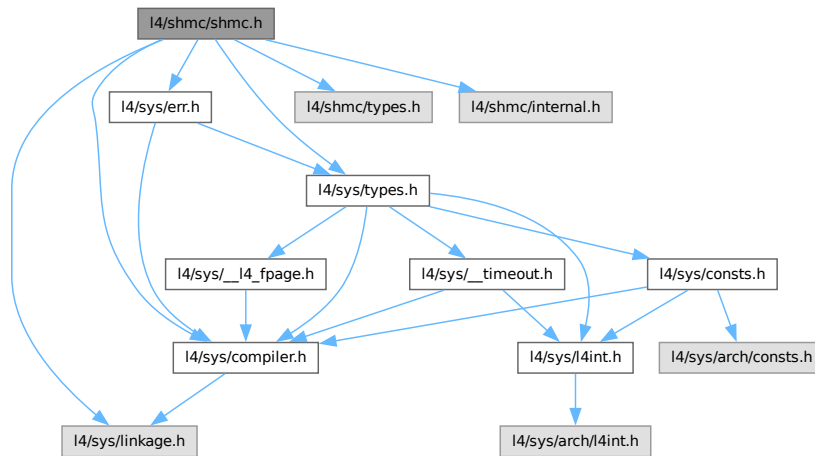 l4/shmc/shmc.h
l4/sys/err.h
l4/shmc/types.h
l4/shmc/internal.h
l4/sys/types.h
l4/sys/__l4_fpage.h
l4/sys/__timeout.h
l4/sys/consts.h
l4/sys/compiler.h
l4/sys/l4int.h
l4/sys/arch/consts.h
l4/sys/linkage.h
l4/sys/arch/l4int.h